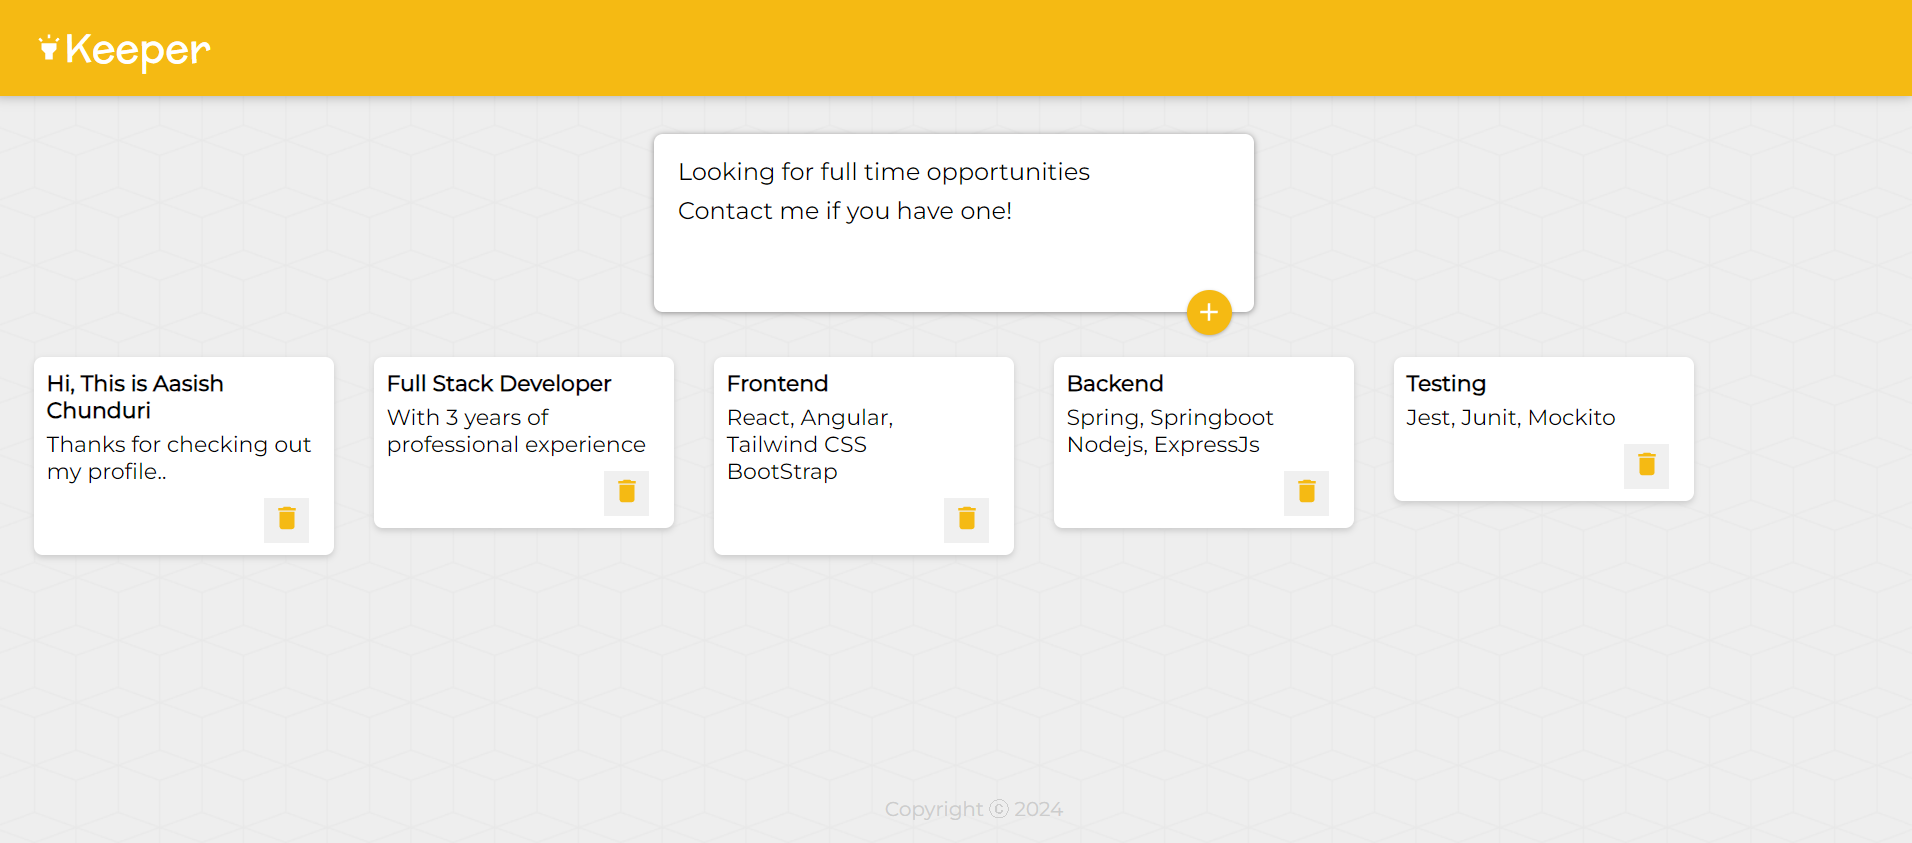 Keeper
Looking for full time opportunities
Contact me if you have one!
Hi, This is Aasish
Chunduri
Thanks for checking out
my profile..
Full Stack Developer
With 3 years of
professional experience
Frontend
React, Angular,
Tailwind CSS
BootStrap
Backend
Spring, Springboot
Nodejs, ExpressJs
Testing
Jest, Junit, Mockito
Copyright ⓒ 2024